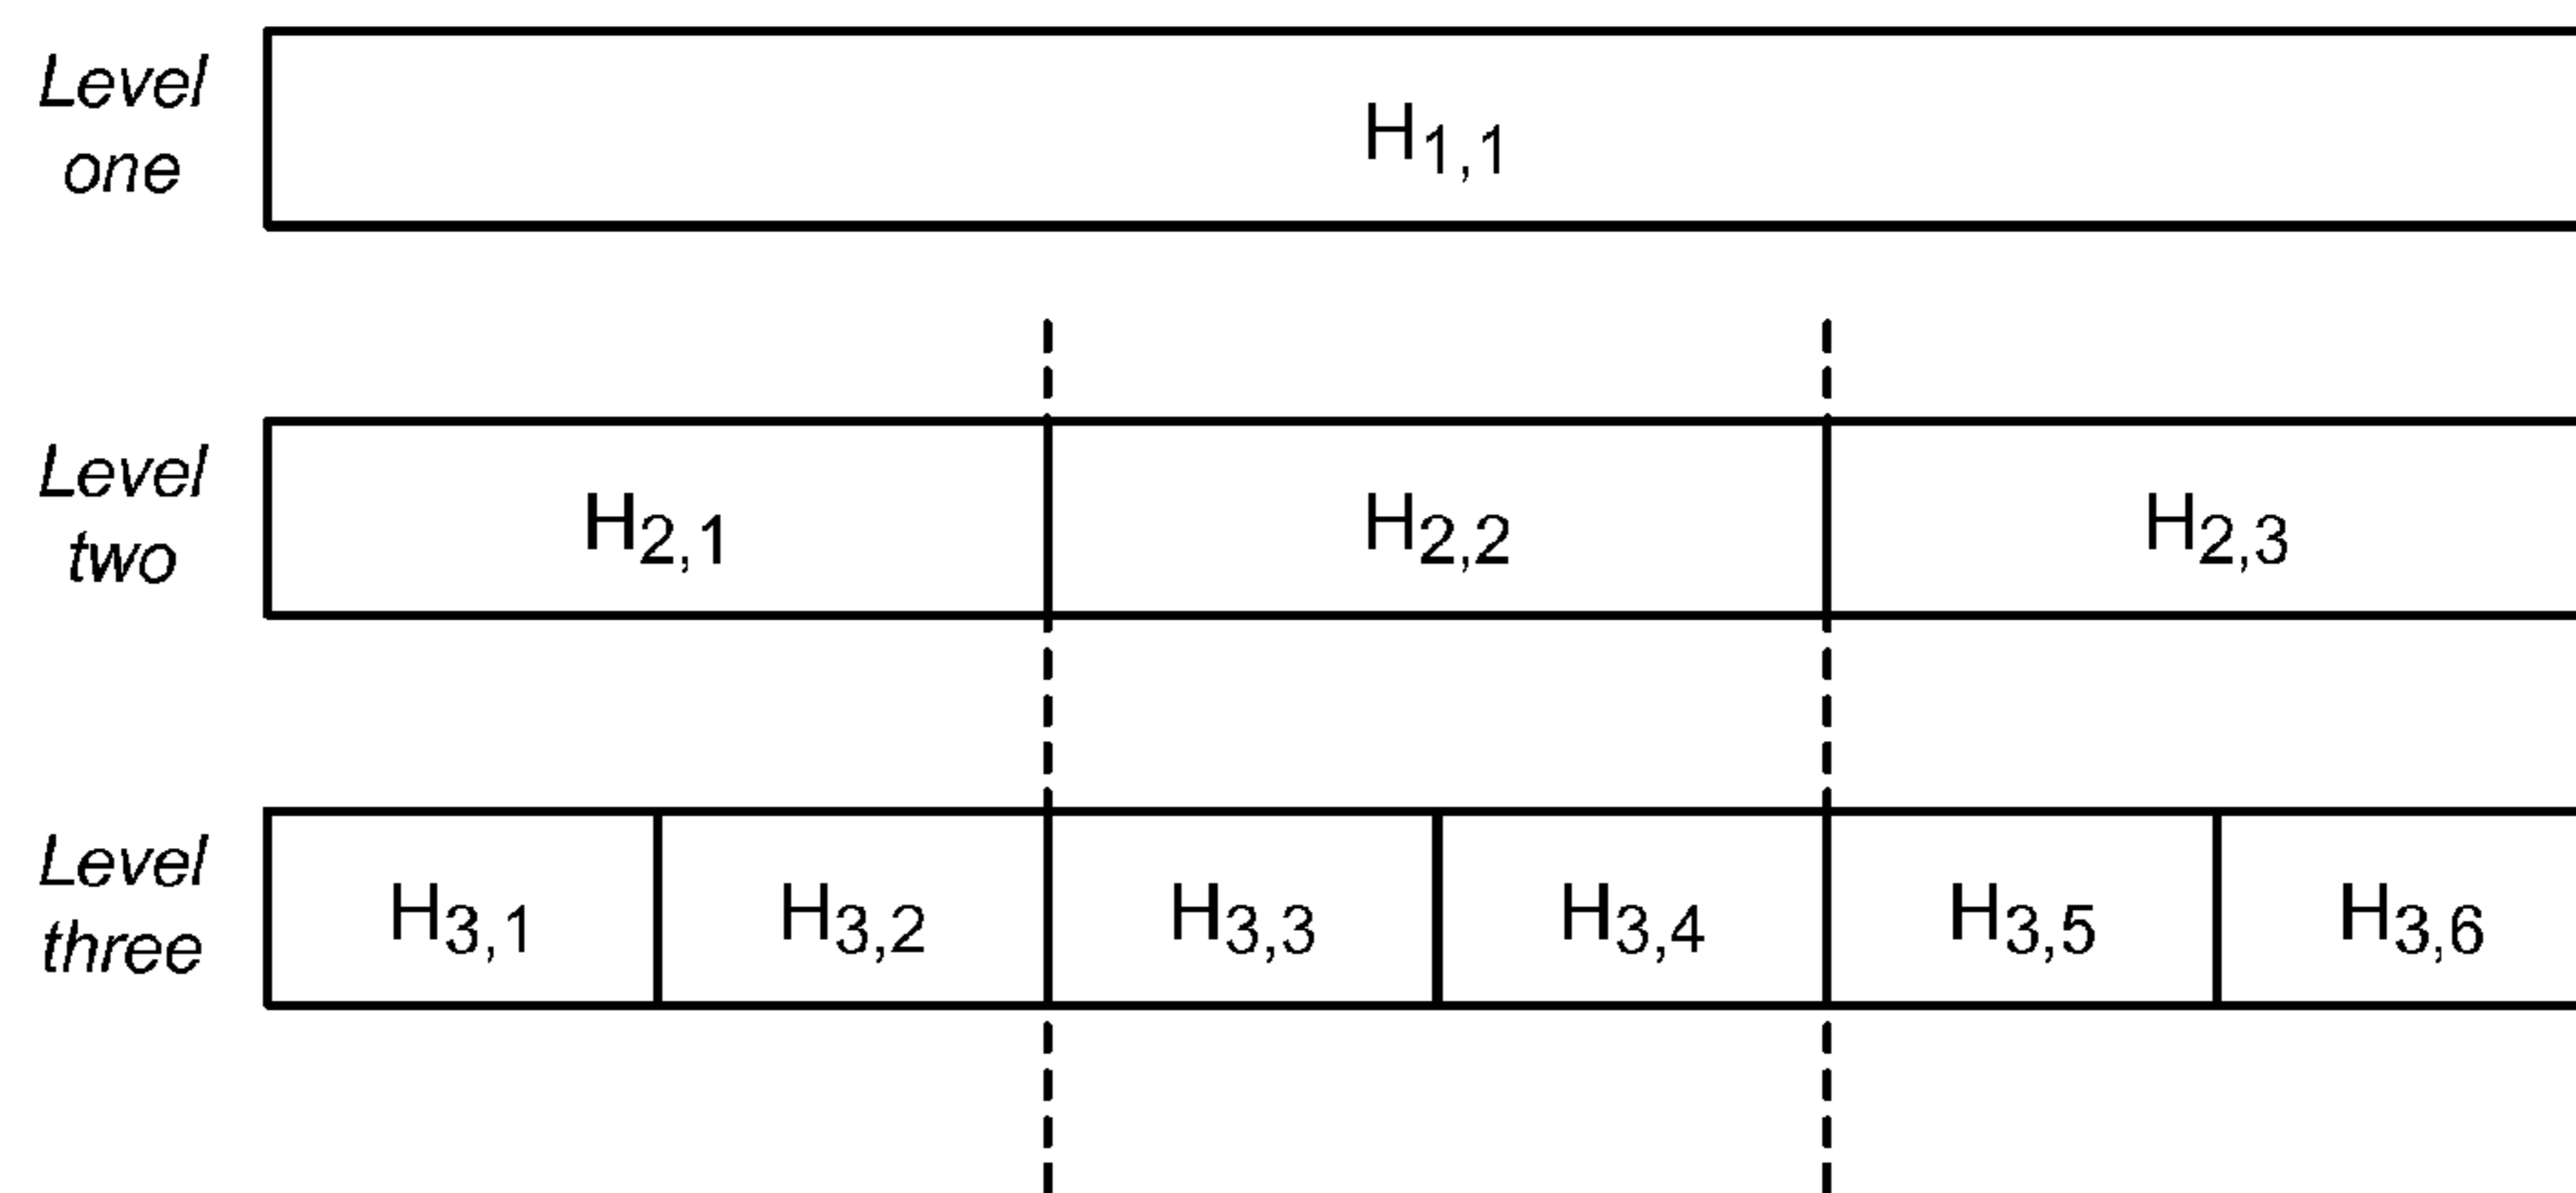 Level
one
H1,1
Level
two
H2,1 H2,2 H2,3
Level
three
H3,1 H3,2 H3,3 H3,4 H3,5 H3,6